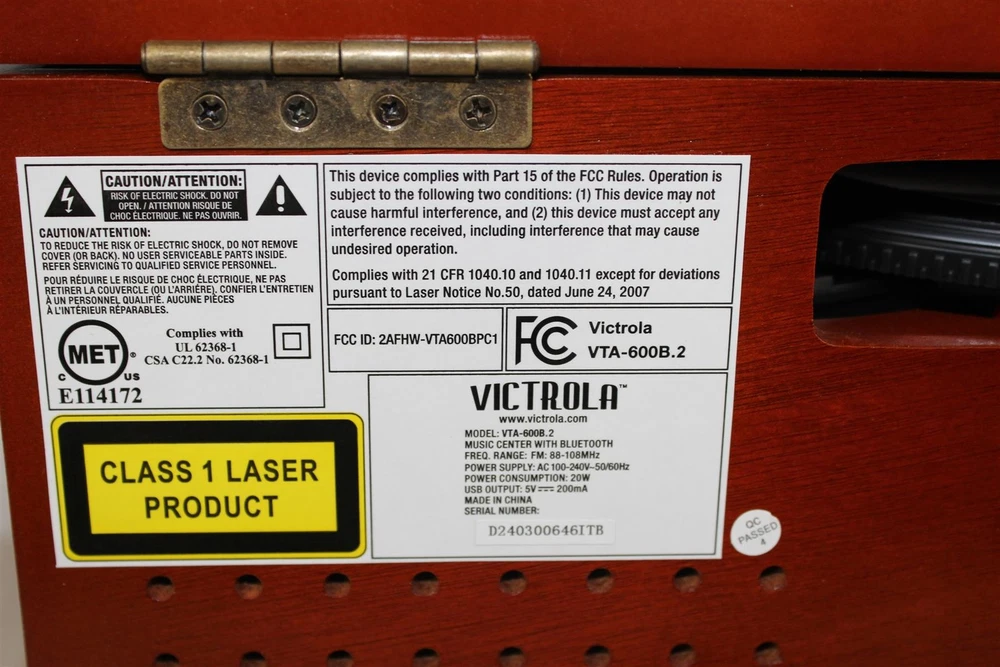 CAUTION/ATTENTION:
RISK OF ELECTRIC SHOCK. DO NOT
OPEN. / ATTENTION RISQUE DE
CHOC ÉLECTRIQUE. NE PAS OUVRIR.
CAUTION/ATTENTION:
TO REDUCE THE RISK OF ELECTRIC SHOCK, DO NOT REMOVE
COVER (OR BACK). NO USER SERVICEABLE PARTS INSIDE.
REFER SERVICING TO QUALIFIED SERVICE PERSONNEL.
POUR RÉDUIRE LE RISQUE DE CHOC ÉLECTRIQUE, NE PAS
RETIRER LA COUVERCLE (OU L'ARRIÈRE). CONFIER L'ENTRETIEN
À UN PERSONNEL QUALIFIÉ. AUCUNE PIÈCES
À L'INTÉRIEUR RÉPARABLES.
MET®
C US
E114172
Complies with
UL 62368-1
CSA C22.2 No. 62368-1
This device complies with Part 15 of the FCC Rules. Operation is
subject to the following two conditions: (1) This device may not
cause harmful interference, and (2) this device must accept any
interference received, including interference that may cause
undesired operation.
Complies with 21 CFR 1040.10 and 1040.11 except for deviations
pursuant to Laser Notice No.50, dated June 24, 2007
FCC ID: 2AFHW-VTA600BPC1
FCC
Victrola
VTA-600B.2
CLASS 1 LASER
PRODUCT
VICTROLA™
www.victrola.com
MODEL: VTA-600B.2
MUSIC CENTER WITH BLUETOOTH
FREQ. RANGE: FM: 88-108MHz
POWER SUPPLY: AC 100-240V~50/60Hz
POWER CONSUMPTION: 20W
USB OUTPUT: 5V⎓ 200mA
MADE IN CHINA
SERIAL NUMBER:
D240300646ITB
QC
PASSED
4